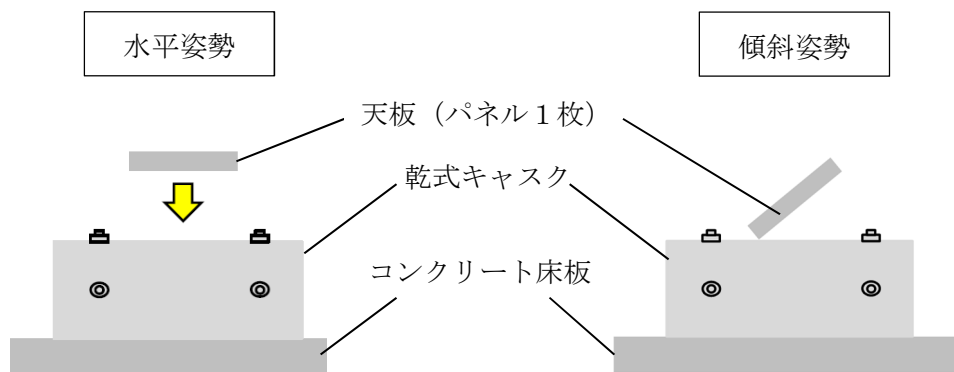 水平姿勢
傾斜姿勢
天板（パネル１枚）
乾式キャスク
コンクリート床板